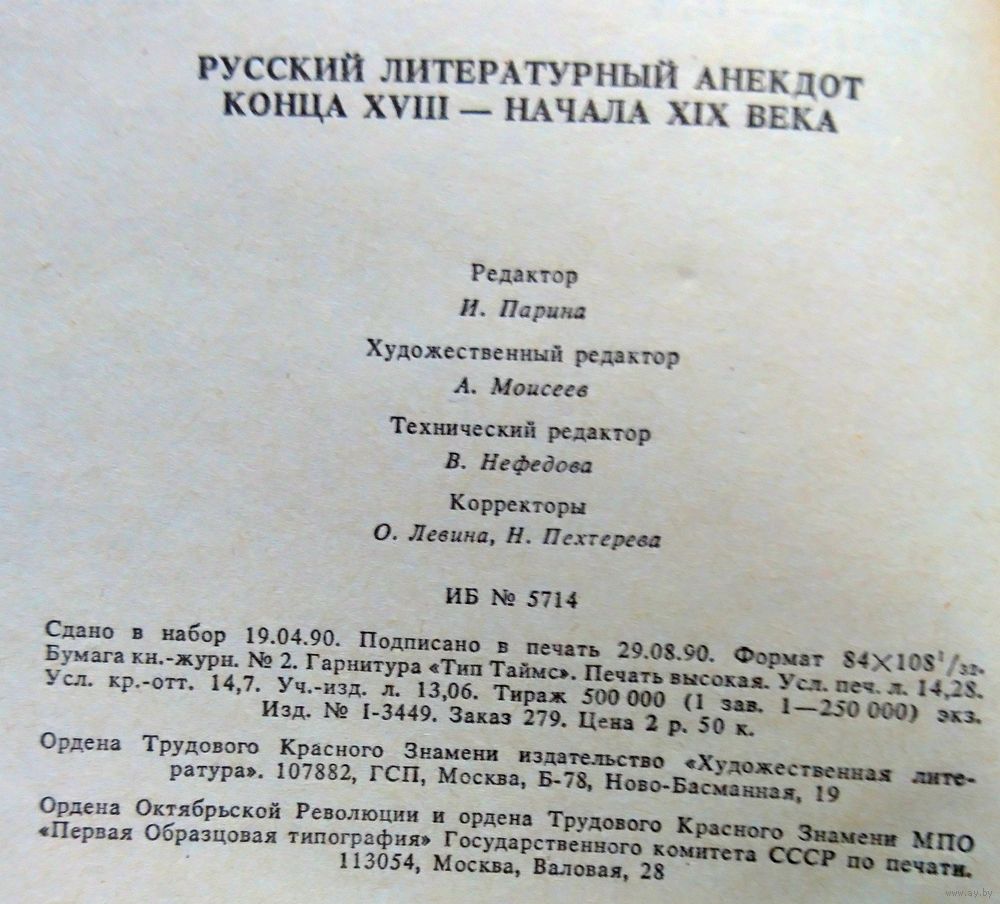 РУССКИЙ ЛИТЕРАТУРНЫЙ АНЕКДОТ
КОНЦА XVIII — НАЧАЛА XIX ВЕКА
Редактор
И. Парина
Художественный редактор
А. Моисеев
Технический редактор
В. Нефедова
Корректоры
О. Левина, Н. Пехтерева
ИБ № 5714
Сдано в набор 19.04.90. Подписано в печать 29.08.90. Формат 84×108¹/₃₂.
Бумага кн.-журн. № 2. Гарнитура «Тип Таймс». Печать высокая. Усл. печ. л. 14,28.
Усл. кр.-отт. 14,7. Уч.-изд. л. 13,06. Тираж 500 000 (1 зав. 1—250 000) экз.
Изд. № I-3449. Заказ 279. Цена 2 р. 50 к.
Ордена Трудового Красного Знамени издательство «Художественная лите-
ратура». 107882, ГСП, Москва, Б-78, Ново-Басманная, 19
Ордена Октябрьской Революции и ордена Трудового Красного Знамени МПО
«Первая Образцовая типография» Государственного комитета СССР по печати.
113054, Москва, Валовая, 28
www.ay.by